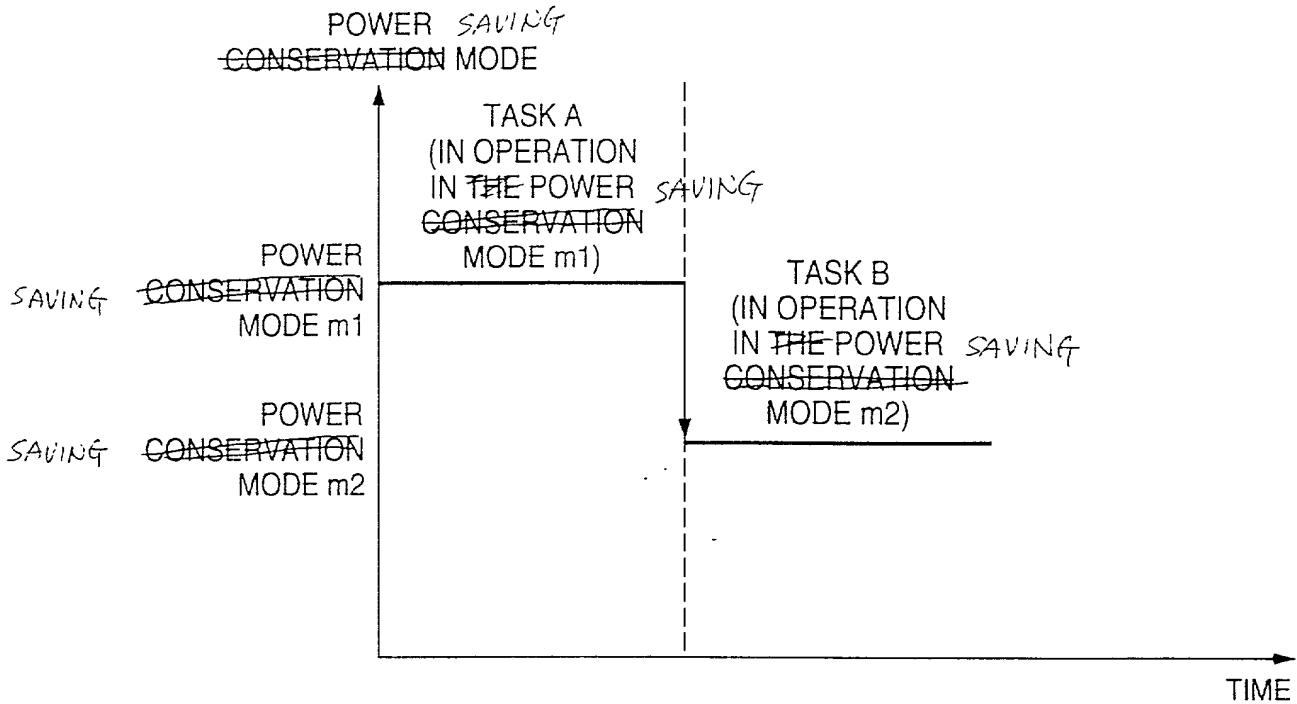 POWER SAVING
CONSERVATION MODE
TASK A
(IN OPERATION
IN THE POWER SAVING
CONSERVATION
MODE m1)
POWER
SAVING CONSERVATION
MODE m1
TASK B
(IN OPERATION
IN THE POWER SAVING
CONSERVATION
MODE m2)
POWER
SAVING CONSERVATION
MODE m2
TIME